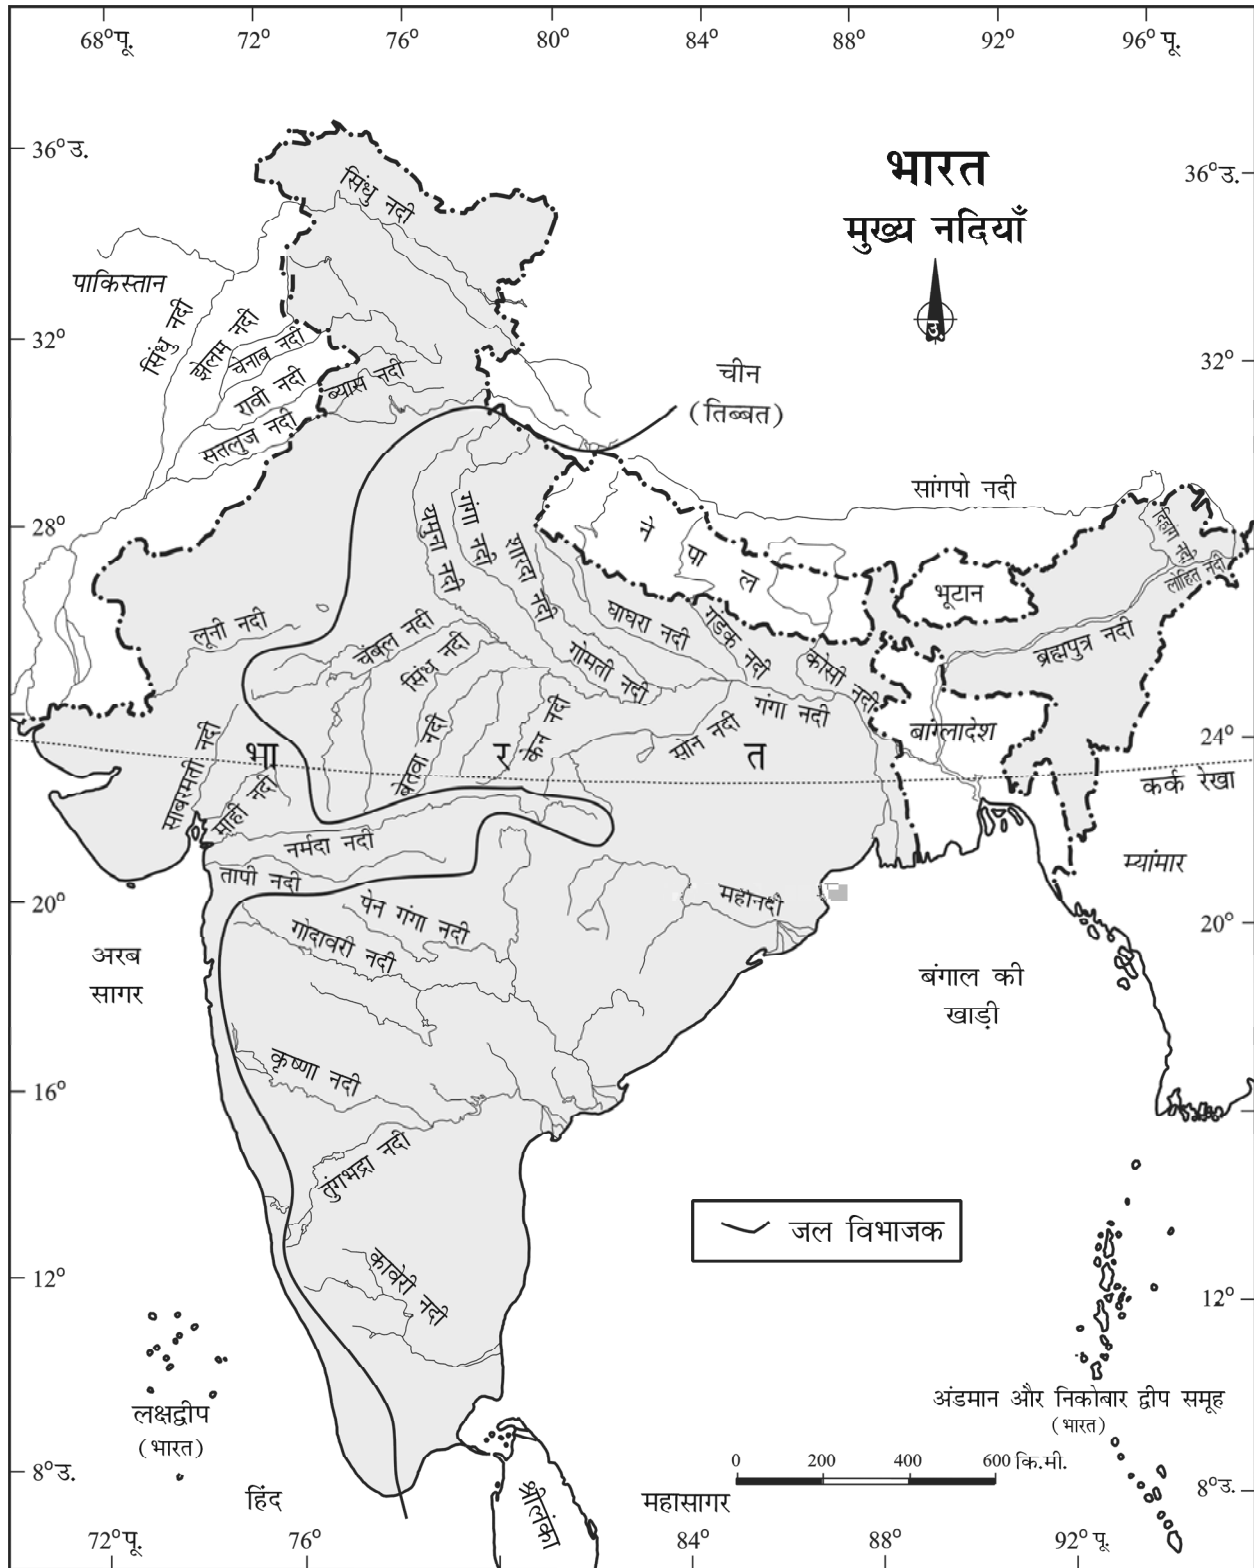 68°पू.
72°
76°
80°
84°
88°
92°
96° पू.
36°उ.
भारत
मुख्य नदियाँ
36°उ.
उ
सिंधु नदी
पाकिस्तान
सिंधु नदी
झेलम नदी
चेनाब नदी
रावी नदी
सतलुज नदी
ब्यास नदी
32°
32°
चीन
(तिब्बत)
सांगपो नदी
28°
यमुना नदी
गंगा नदी
शारदा नदी
ने
पा
ल
दिहांग नदी
लोहित नदी
भूटान
लूनी नदी
चंबल नदी
सिंधु नदी
घाघरा नदी
गंडक नदी
गोमती नदी
कोसी नदी
ब्रह्मपुत्र नदी
गंगा नदी
बांग्लादेश
साबरमती नदी
माही नदी
बेतवा नदी
केन नदी
सोन नदी
भा
र
त
24°
कर्क रेखा
नर्मदा नदी
तापी नदी
म्यांमार
20°
पेन गंगा नदी
महानदी
गोदावरी नदी
20°
अरब
सागर
बंगाल की
खाड़ी
कृष्णा नदी
16°
तुंगभद्रा नदी
जल विभाजक
12°
कावेरी नदी
12°
लक्षद्वीप
(भारत)
अंडमान और निकोबार द्वीप समूह
(भारत)
0
200
400
600 कि.मी.
8°उ.
8°उ.
हिंद
महासागर
श्रीलंका
72° पू.
76°
84°
88°
92° पू.